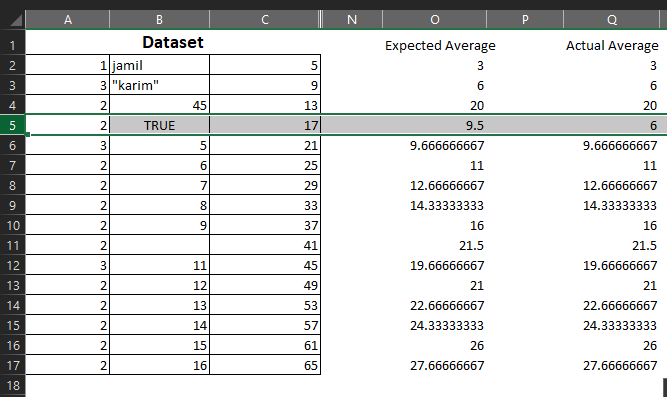 A B C N O P Q
1 Dataset Expected Average Actual Average
2 1 jamil 5 3 3
3 3 "karim" 9 6 6
4 2 45 13 20 20
5 2 TRUE 17 9.5 6
6 3 5 21 9.666666667 9.666666667
7 2 6 25 11 11
8 2 7 29 12.66666667 12.66666667
9 2 8 33 14.33333333 14.33333333
10 2 9 37 16 16
11 2 41 21.5 21.5
12 3 11 45 19.66666667 19.66666667
13 2 12 49 21 21
14 2 13 53 22.66666667 22.66666667
15 2 14 57 24.33333333 24.33333333
16 2 15 61 26 26
17 2 16 65 27.66666667 27.66666667
18